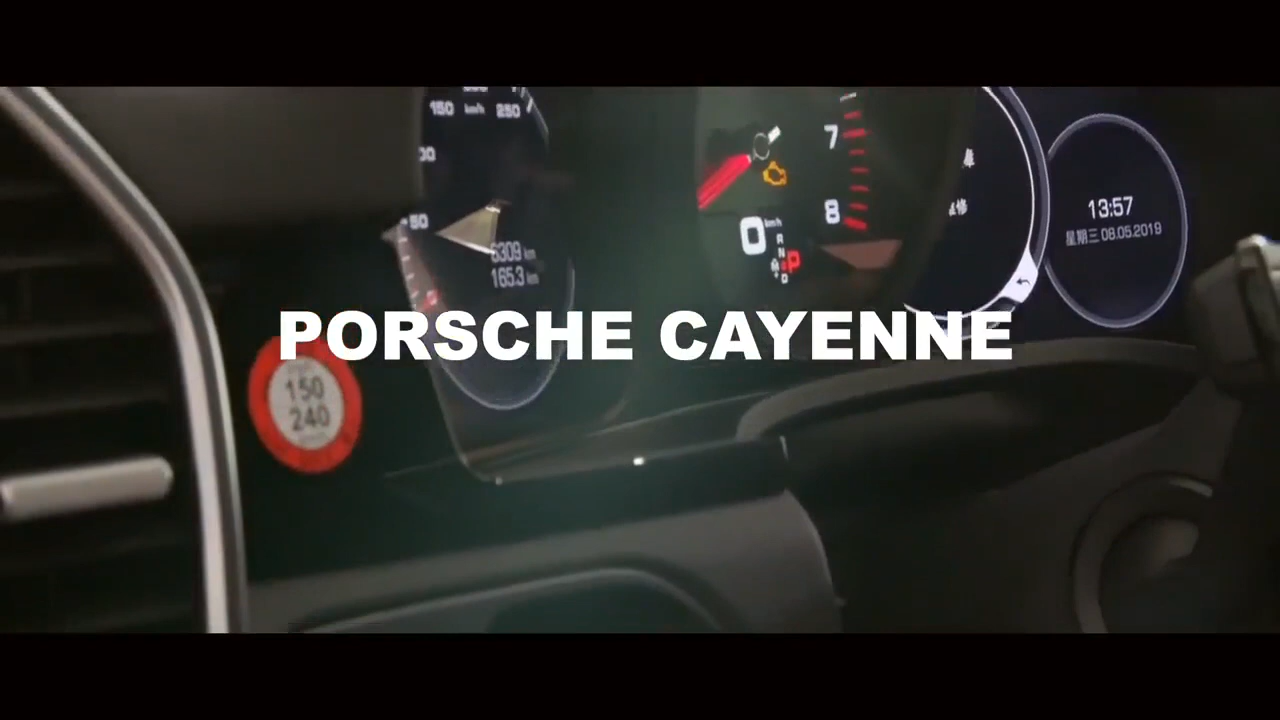 150 km/h 250
50
6309 km
165.3 km
7
8
0 km/h
R
N
P
D
13:57
星期三 08.05.2019
PORSCHE CAYENNE
150
240